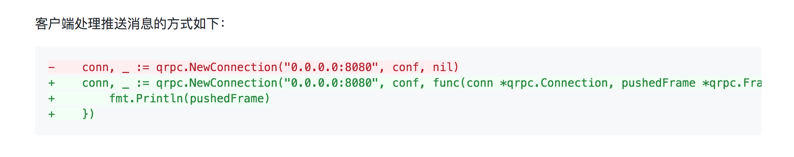 客户端处理推送消息的方式如下：
-    conn, _ := qrpc.NewConnection("0.0.0.0:8080", conf, nil)
+    conn, _ := qrpc.NewConnection("0.0.0.0:8080", conf, func(conn *qrpc.Connection, pushedFrame *qrpc.Fra
+        fmt.Println(pushedFrame)
+    })